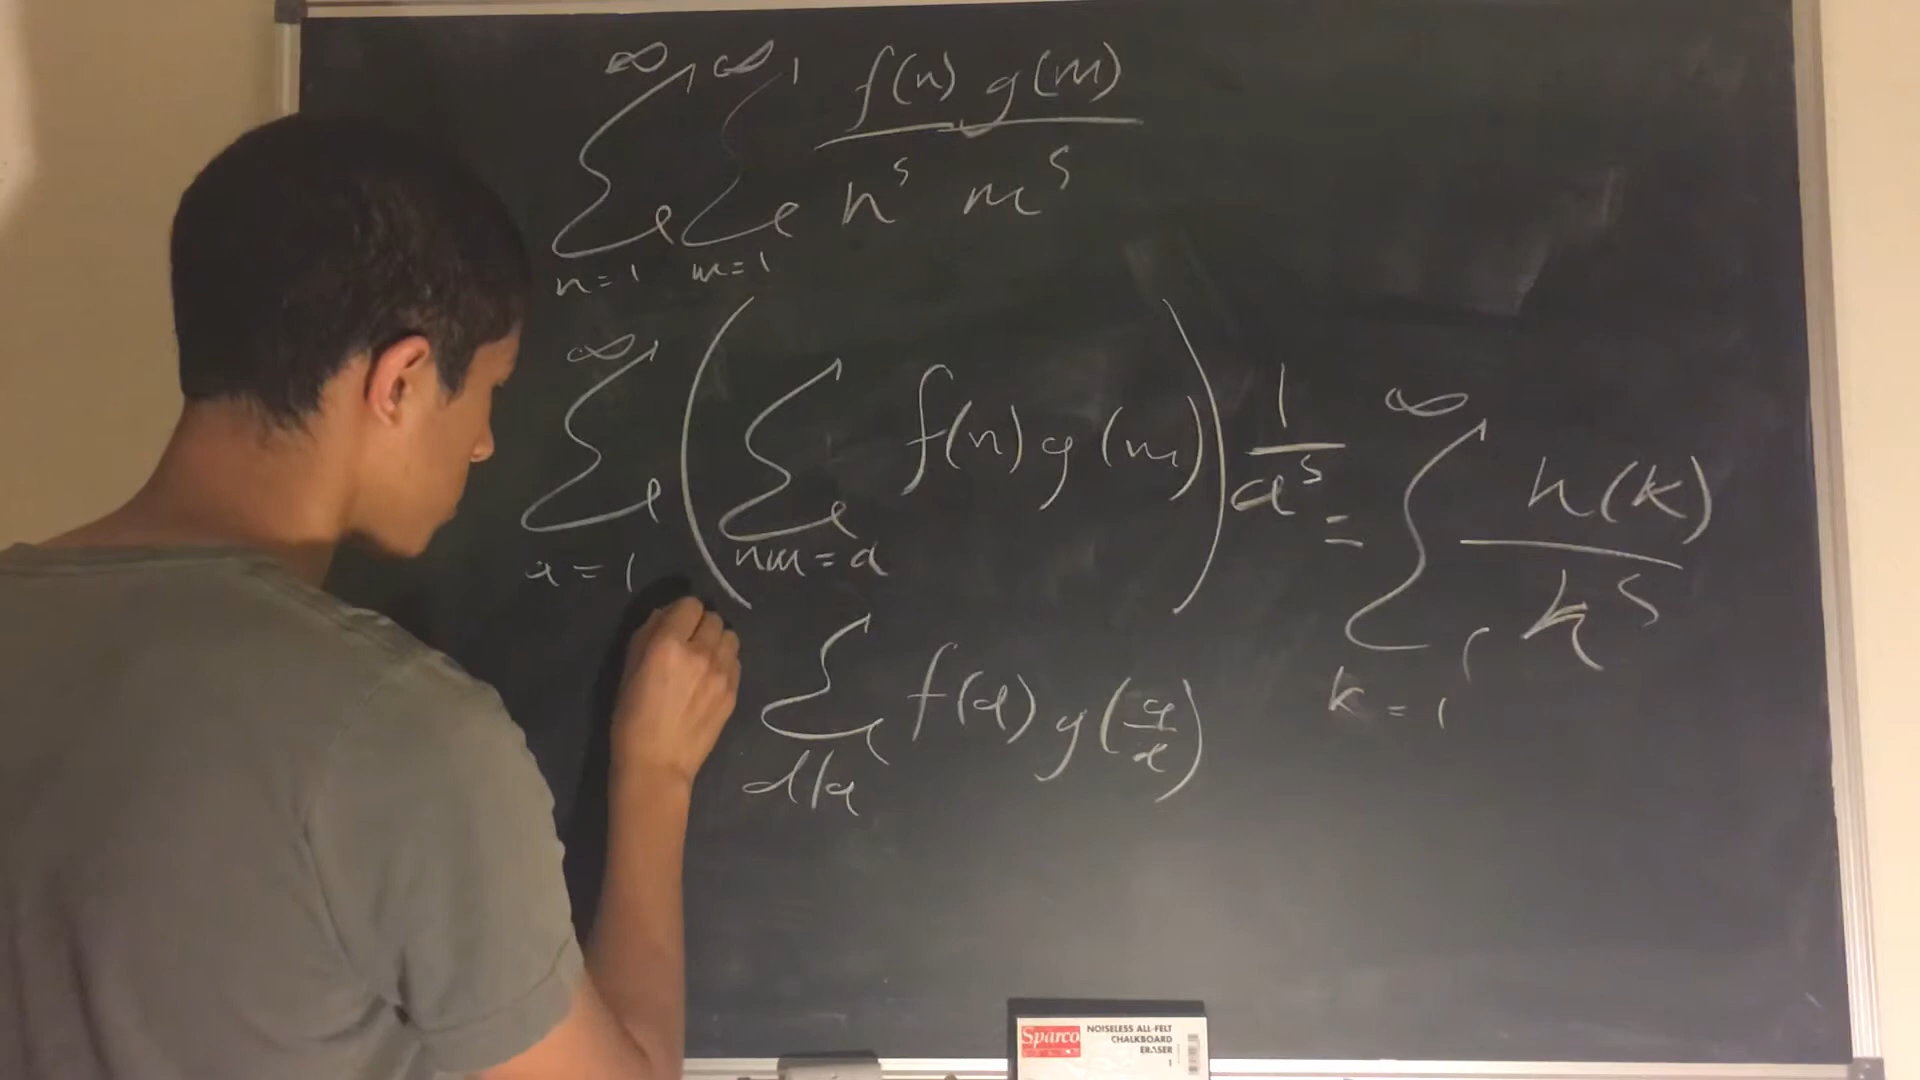 ∞ ∞
∑ ∑ f(n) g(m) / n^s m^s
n=1 m=1
∞
∑ ( ∑ f(n) g(m) ) 1/a^s = ∑ h(k) / k^s
a=1 nm=a
∞
k=1
∑ f(d) g(a/d)
d|a
Sparco
NOISELESS ALL-FELT
CHALKBOARD
ERASER
1